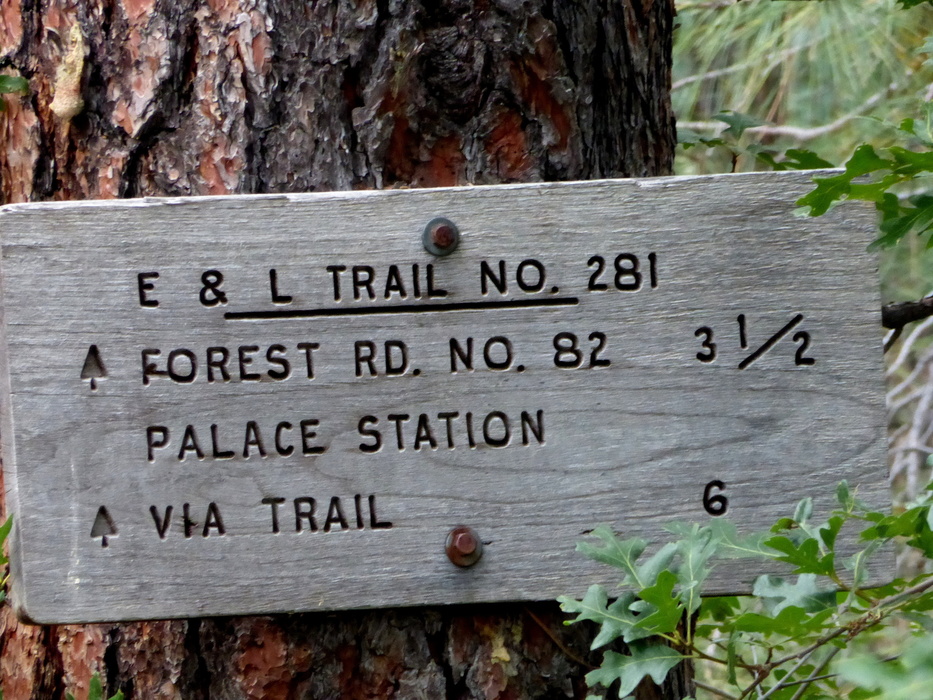 E & L TRAIL NO. 281
FOREST RD. NO. 82 3 1/2
PALACE STATION
VIA TRAIL 6